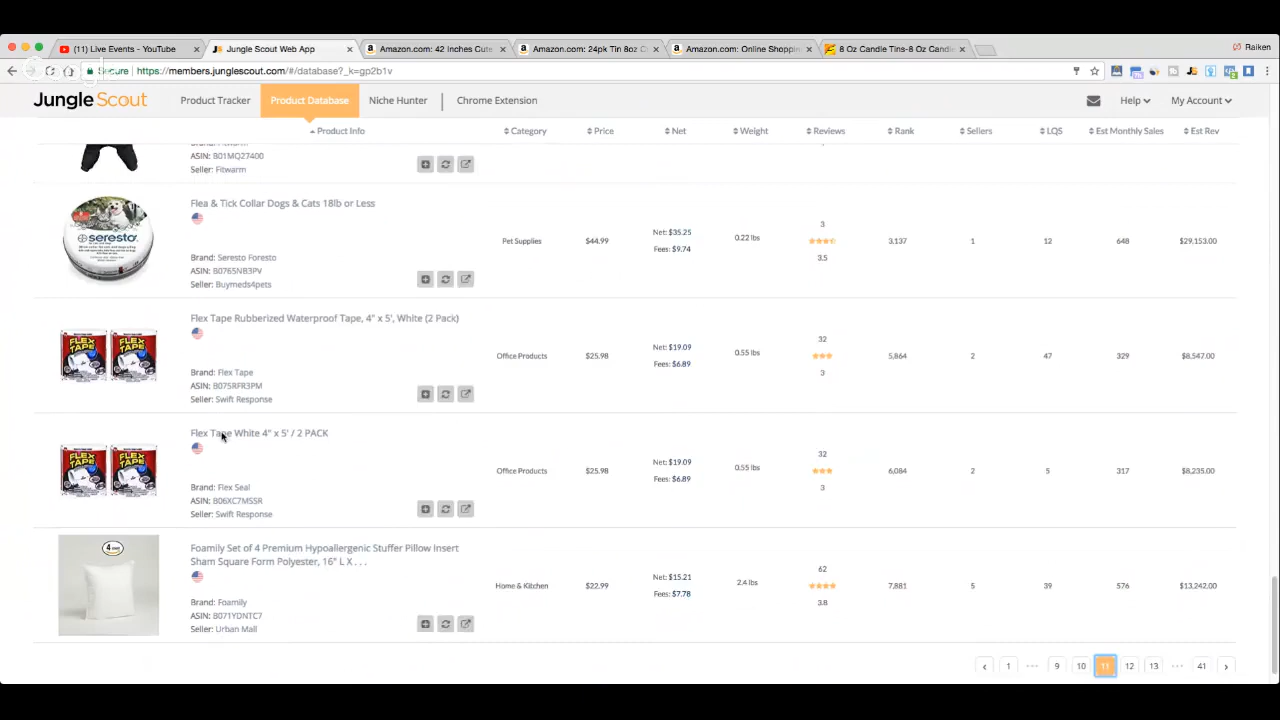 (11) Live Events - YouTube
Jungle Scout Web App
Amazon.com: 42 Inches Cute
Amazon.com: 24pk Tin 8oz C
Amazon.com: Online Shoppin
8 Oz Candle Tins-8 Oz Candle
Raiken
Secure
https://members.junglescout.com/#/database?_k=gp2b1v
Jungle Scout
Product Tracker
Product Database
Niche Hunter
Chrome Extension
Help
My Account
Product Info
Category
Price
Net
Weight
Reviews
Rank
Sellers
LQS
Est Monthly Sales
Est Rev
ASIN: B01MQ27400
Seller: Fitwarm
Flea & Tick Collar Dogs & Cats 18lb or Less
seresto
Brand: Seresto Foresto
ASIN: B0765NB3PV
Seller: Buymeds4pets
Pet Supplies
$44.99
Net: $35.25
Fees: $9.74
0.22 lbs
3
3.5
3,137
1
12
648
$29,153.00
Flex Tape Rubberized Waterproof Tape, 4" x 5', White (2 Pack)
FLEX TAPE
FLEX TAPE
Brand: Flex Tape
ASIN: B075RFR3PM
Seller: Swift Response
Office Products
$25.98
Net: $19.09
Fees: $6.89
0.55 lbs
32
3
5,864
2
47
329
$8,547.00
Flex Tape White 4" x 5' / 2 PACK
FLEX TAPE
FLEX TAPE
Brand: Flex Seal
ASIN: B06XC7MSSR
Seller: Swift Response
Office Products
$25.98
Net: $19.09
Fees: $6.89
0.55 lbs
32
3
6,084
2
5
317
$8,235.00
Foamily Set of 4 Premium Hypoallergenic Stuffer Pillow Insert
Sham Square Form Polyester, 16" L X . . .
4
Brand: Foamily
ASIN: B071YDNTC7
Seller: Urban Mall
Home & Kitchen
$22.99
Net: $15.21
Fees: $7.78
2.4 lbs
62
3.8
7,881
5
39
576
$13,242.00
‹ 1 ••• 9 10 11 12 13 ••• 41 ›